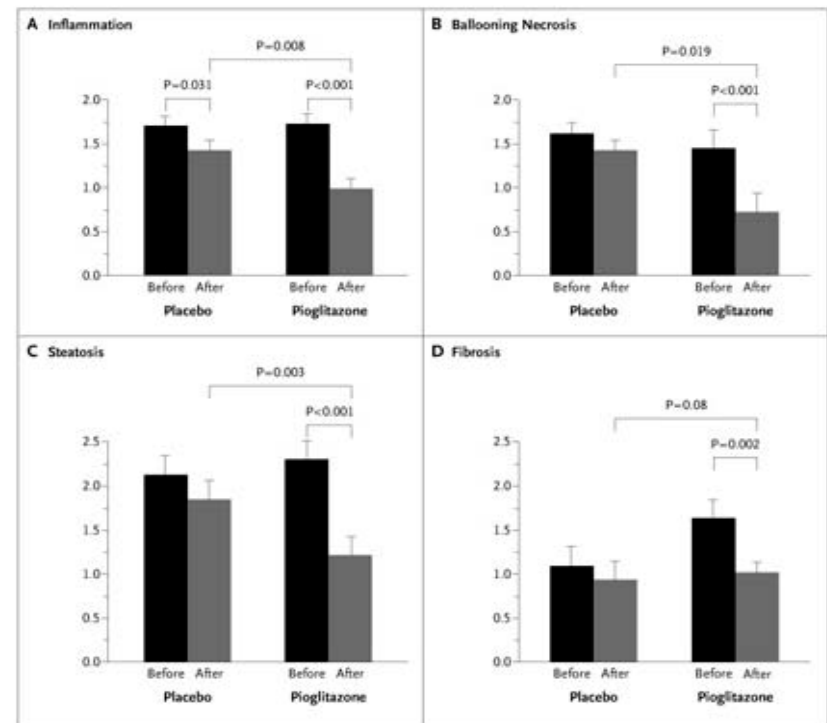 A Inflammation
P=0.008
P=0.031
P<0.001
2.0
1.5
1.0
0.5
0.0
Before After
Before After
Placebo
Pioglitazone
B Ballooning Necrosis
P=0.019
P<0.001
2.0
1.5
1.0
0.5
0.0
Before After
Before After
Placebo
Pioglitazone
C Steatosis
P=0.003
P<0.001
2.5
2.0
1.5
1.0
0.5
0.0
Before After
Before After
Placebo
Pioglitazone
D Fibrosis
P=0.08
P=0.002
2.5
2.0
1.5
1.0
0.5
0.0
Before After
Before After
Placebo
Pioglitazone